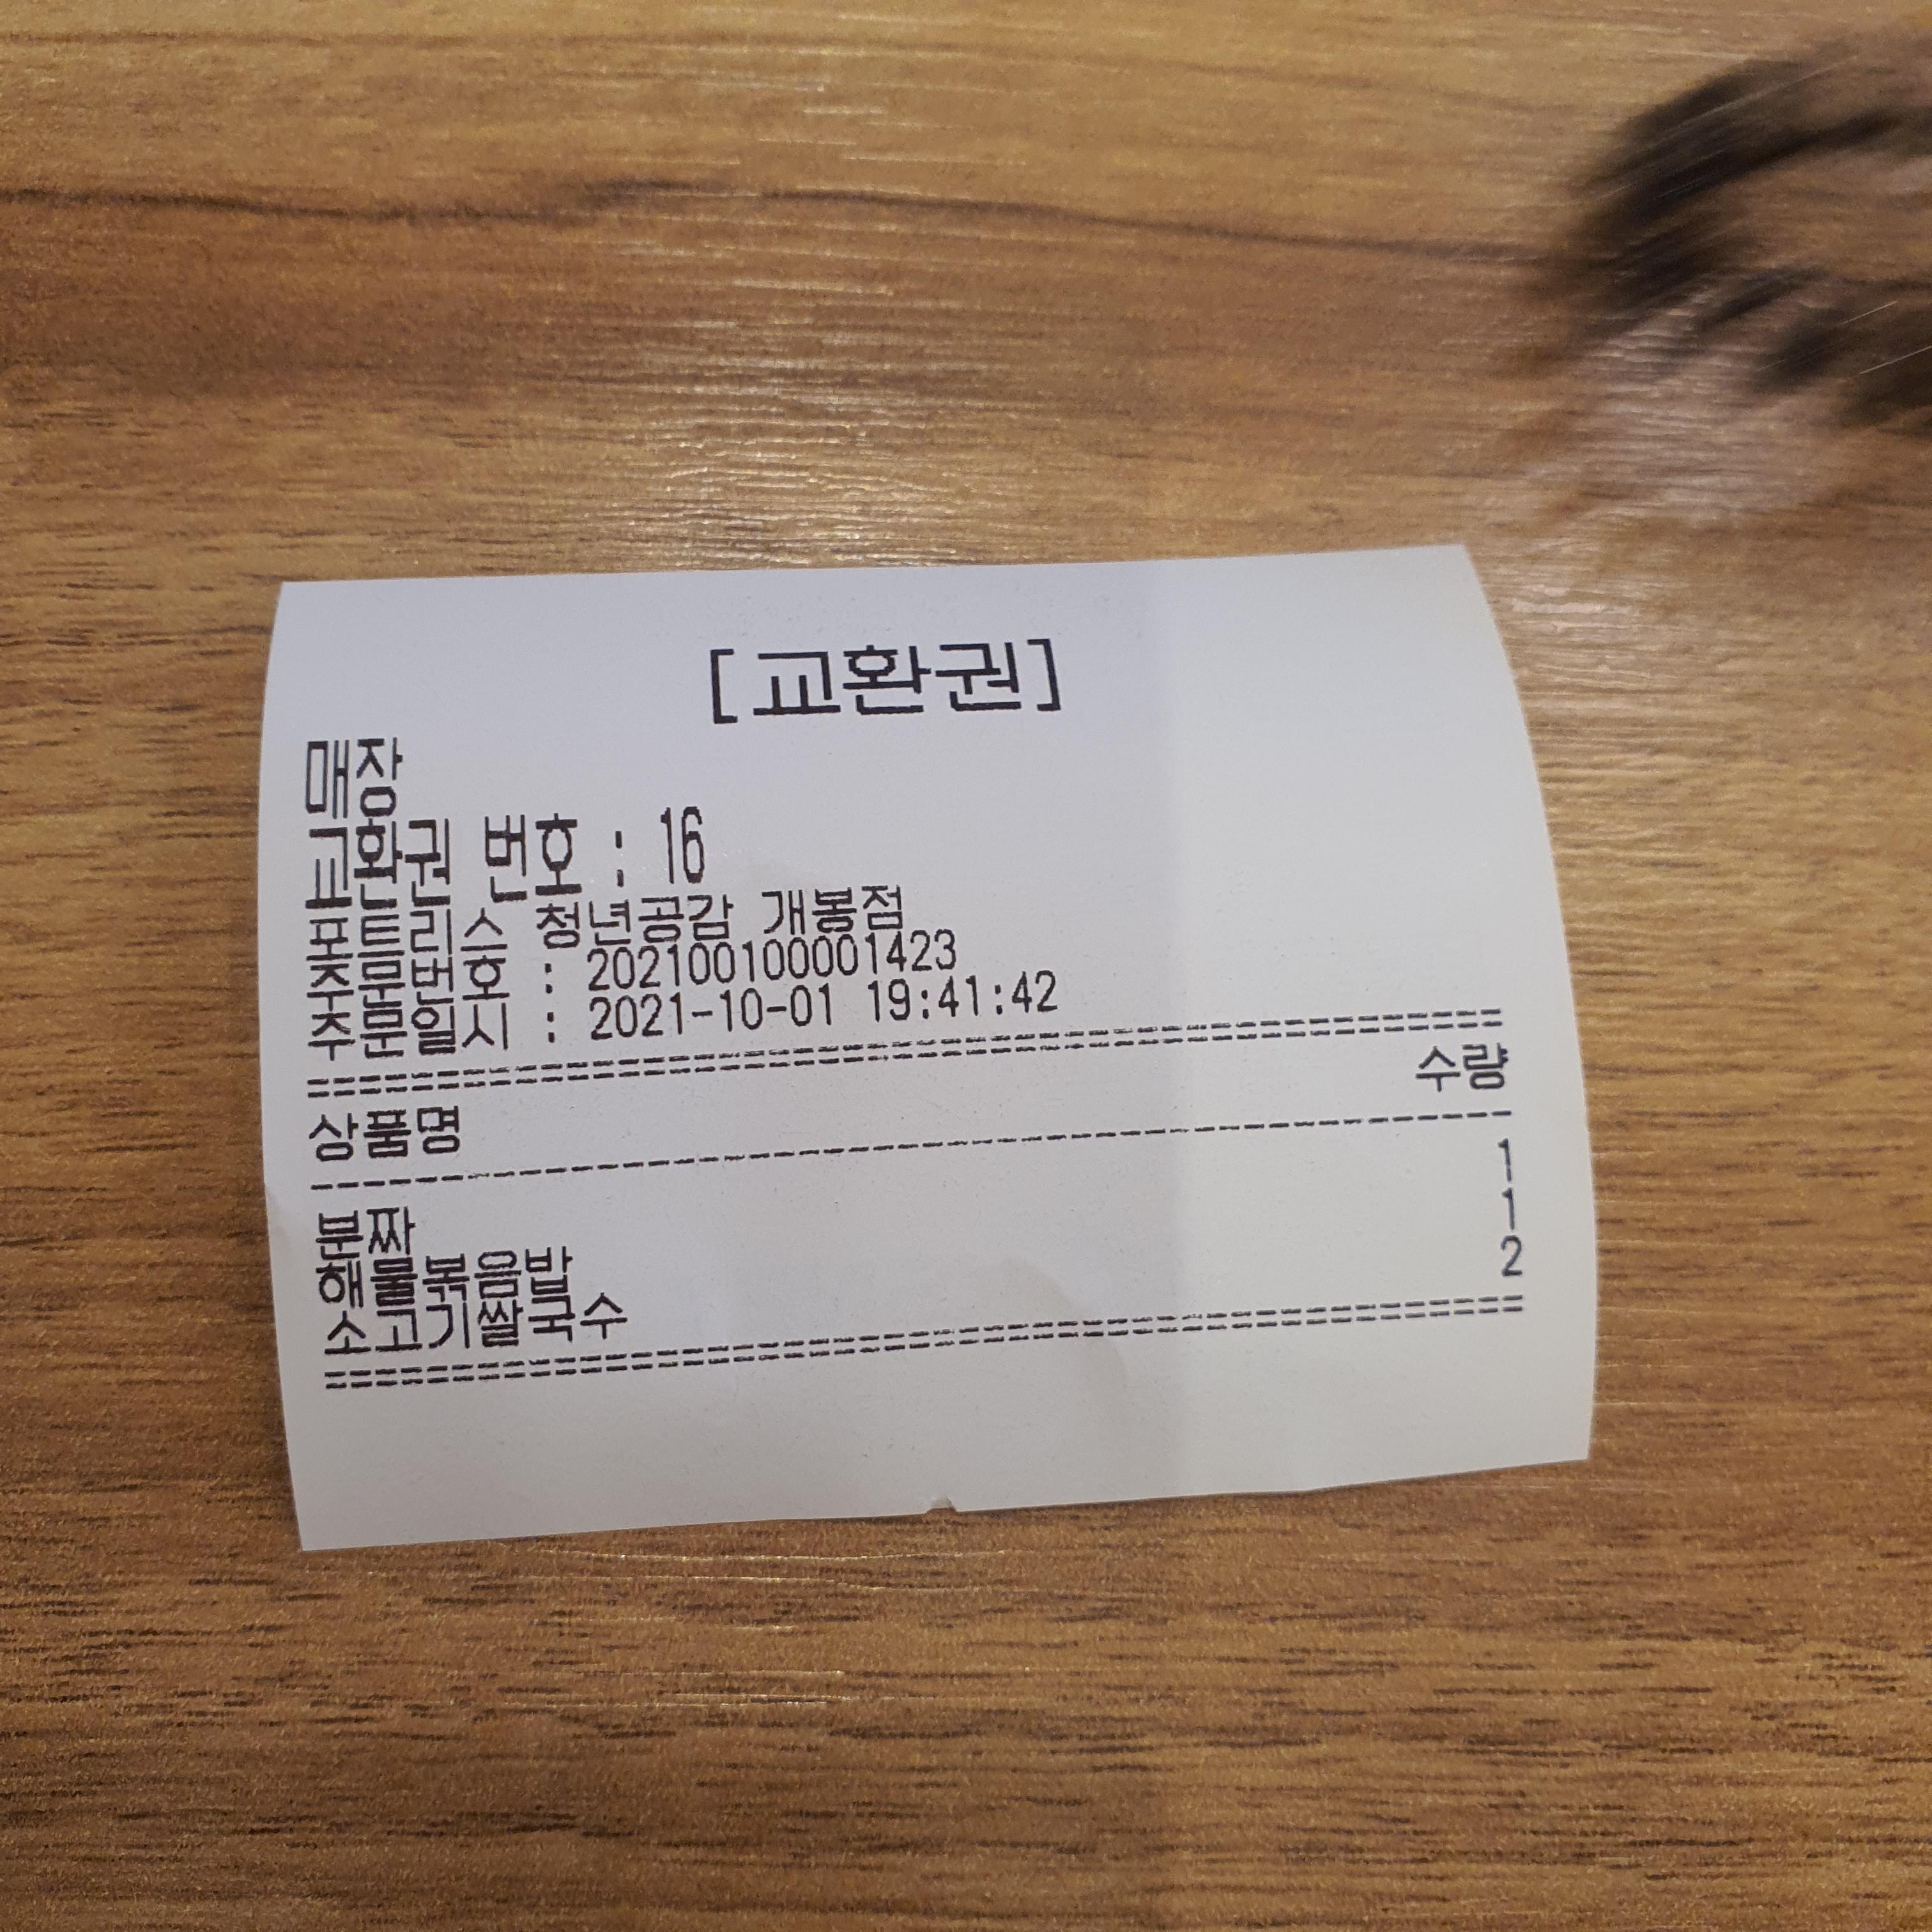 [교환권]
매장
교환권 번호 : 16
포트리스 청년공감 개봉점
주문번호 : 202100100001423
주문일시 : 2021-10-01 19:41:42
==================================================
상품명 수량
--------------------------------------------------
분짜 1
해물볶음밥 1
소고기쌀국수 2
==================================================